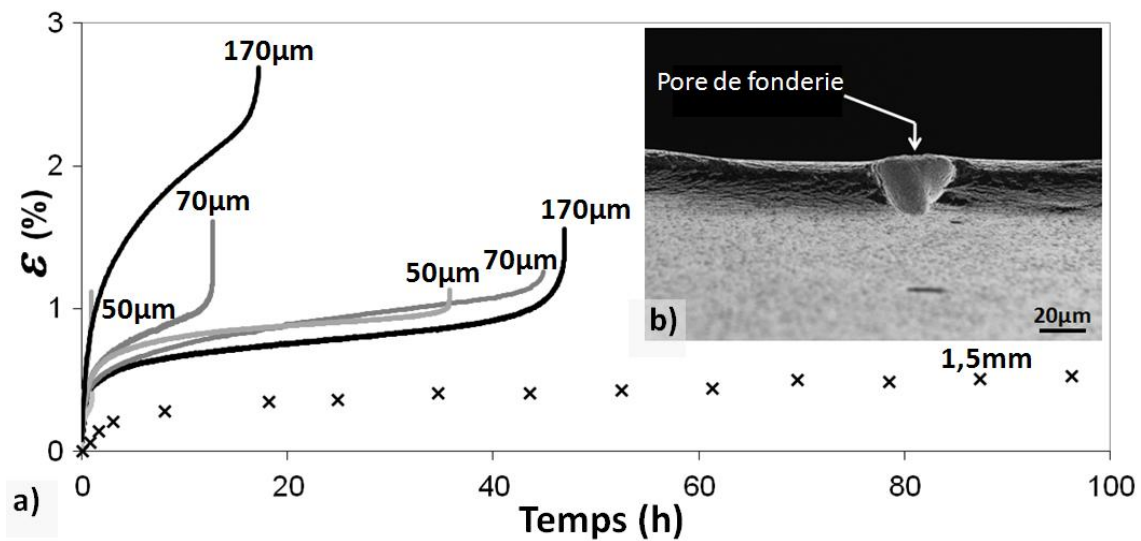 3
2
1
0
ε (%)
170µm
70µm
50µm
50µm
70µm
170µm
1,5mm
Pore de fonderie
b)
20µm
0
20
40
60
80
100
a)
Temps (h)